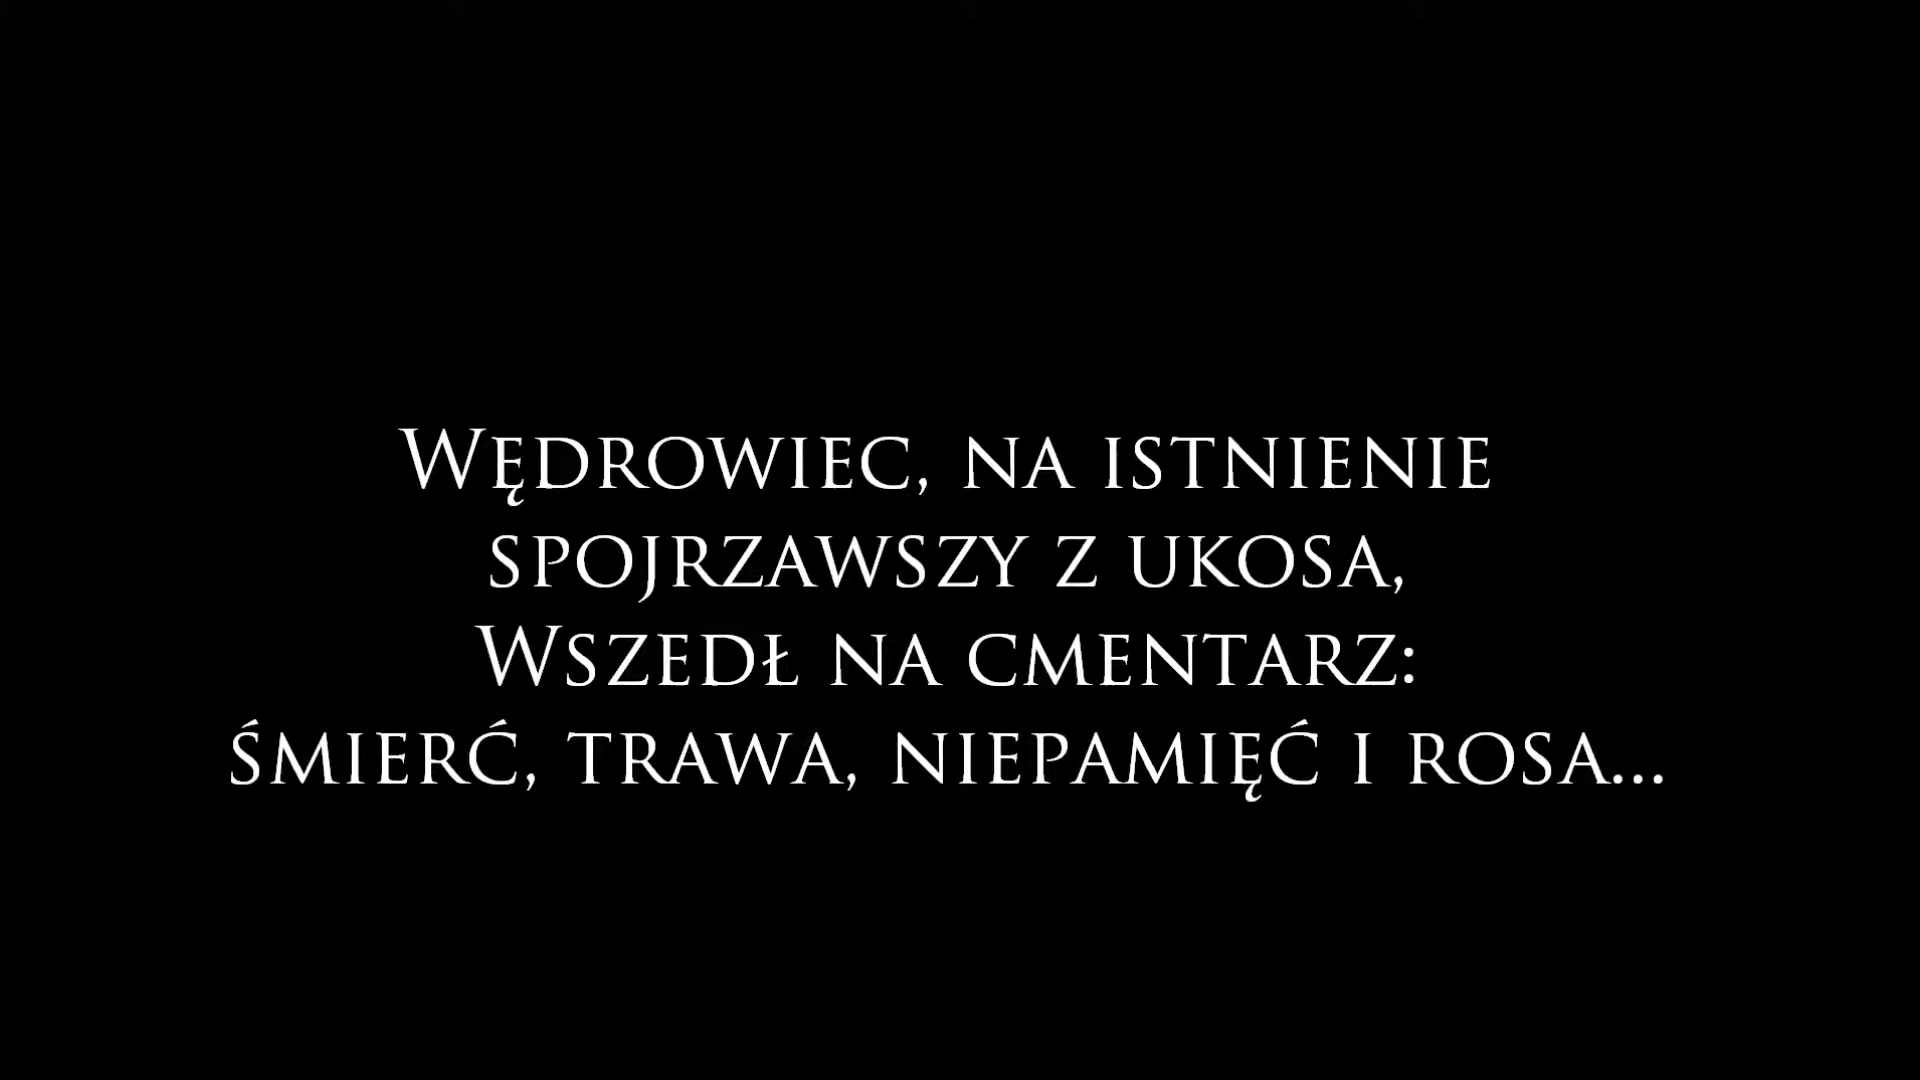 Wędrowiec, na istnienie
spojrzawszy z ukosa,
Wszedł na cmentarz:
śmierć, trawa, niepamięć i rosa...